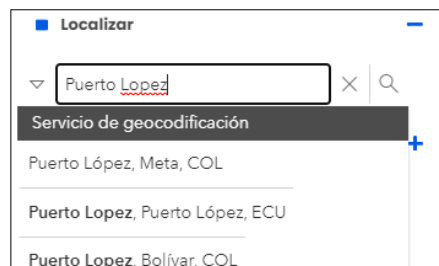 Localizar
Puerto Lopez
Servicio de geocodificación
Puerto López, Meta, COL
Puerto Lopez, Puerto López, ECU
Puerto Lopez, Bolívar, COL